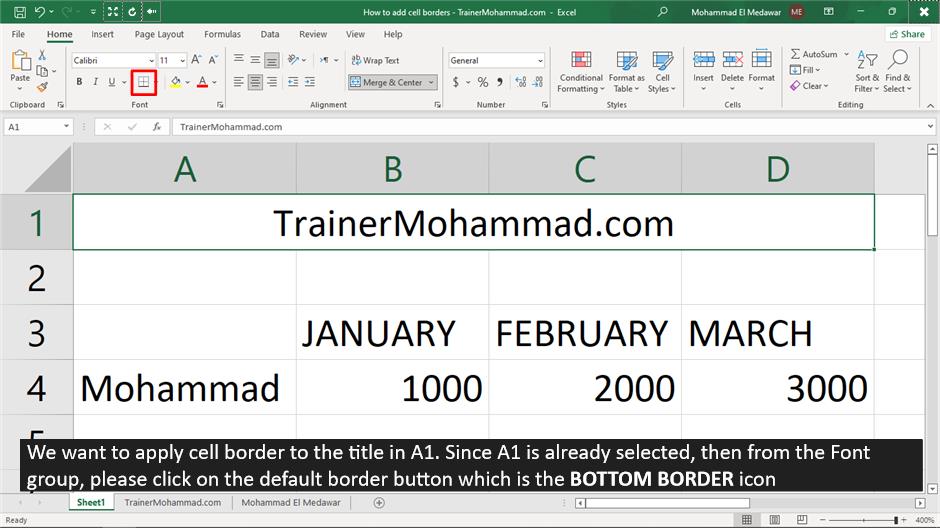 How to add cell borders - TrainerMohammad.com - Excel
Mohammad El Medawar ME
File Home Insert Page Layout Formulas Data Review View Help Share
Calibri 11 A A Wrap Text General AutoSum
Fill
Clear
Paste B I U A Merge & Center $ % Conditional Formatting Format as Table Cell Styles Insert Delete Format Sort & Filter Find & Select
Clipboard Font Alignment Number Styles Cells Editing
A1 fx TrainerMohammad.com
A B C D
1 TrainerMohammad.com
2
3 JANUARY FEBRUARY MARCH
4 Mohammad 1000 2000 3000
We want to apply cell border to the title in A1. Since A1 is already selected, then from the Font
group, please click on the default border button which is the BOTTOM BORDER icon
Sheet1 TrainerMohammad.com Mohammad El Medawar
Ready 400%